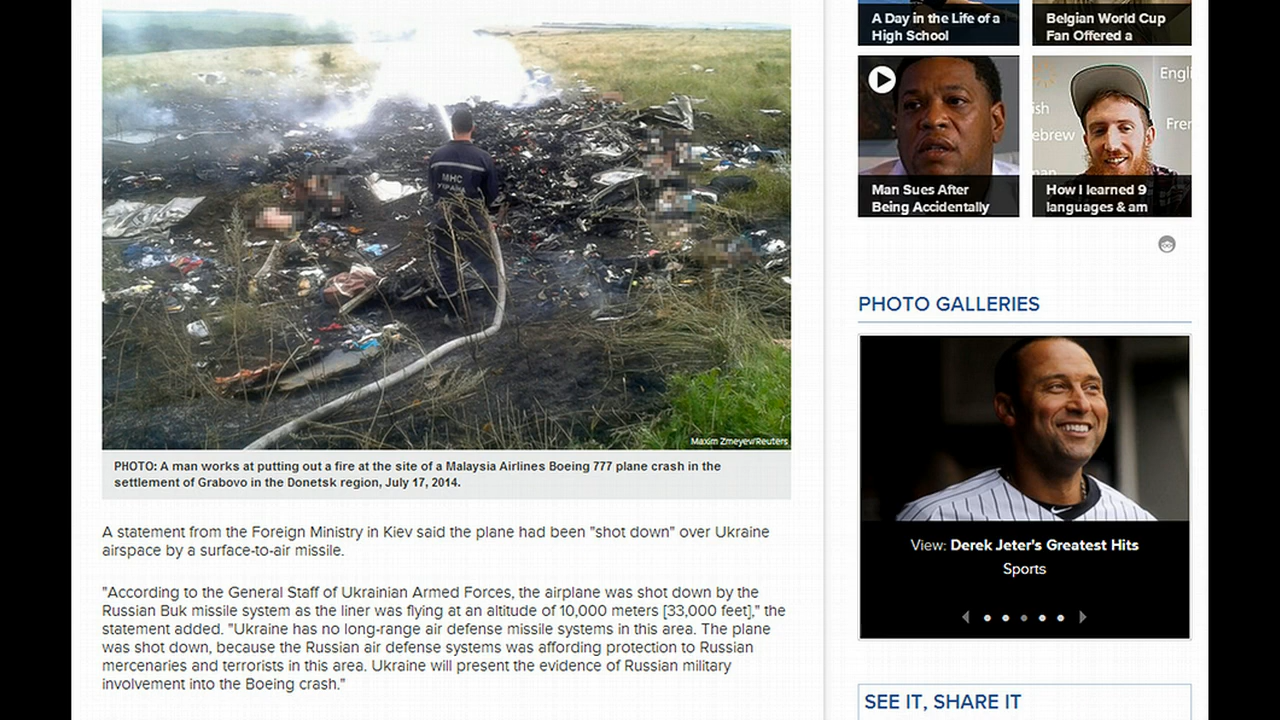 МНС
УКРАЇНА
Maxim Zmeyev/Reuters
PHOTO: A man works at putting out a fire at the site of a Malaysia Airlines Boeing 777 plane crash in the
settlement of Grabovo in the Donetsk region, July 17, 2014.
A statement from the Foreign Ministry in Kiev said the plane had been "shot down" over Ukraine
airspace by a surface-to-air missile.
"According to the General Staff of Ukrainian Armed Forces, the airplane was shot down by the
Russian Buk missile system as the liner was flying at an altitude of 10,000 meters [33,000 feet]," the
statement added. "Ukraine has no long-range air defense missile systems in this area. The plane
was shot down, because the Russian air defense systems was affording protection to Russian
mercenaries and terrorists in this area. Ukraine will present the evidence of Russian military
involvement into the Boeing crash."
A Day in the Life of a
High School
Belgian World Cup
Fan Offered a
Man Sues After
Being Accidentally
Engli
ish
ebrew
Fren
man
How I learned 9
languages & am
PHOTO GALLERIES
View: Derek Jeter's Greatest Hits
Sports
SEE IT, SHARE IT